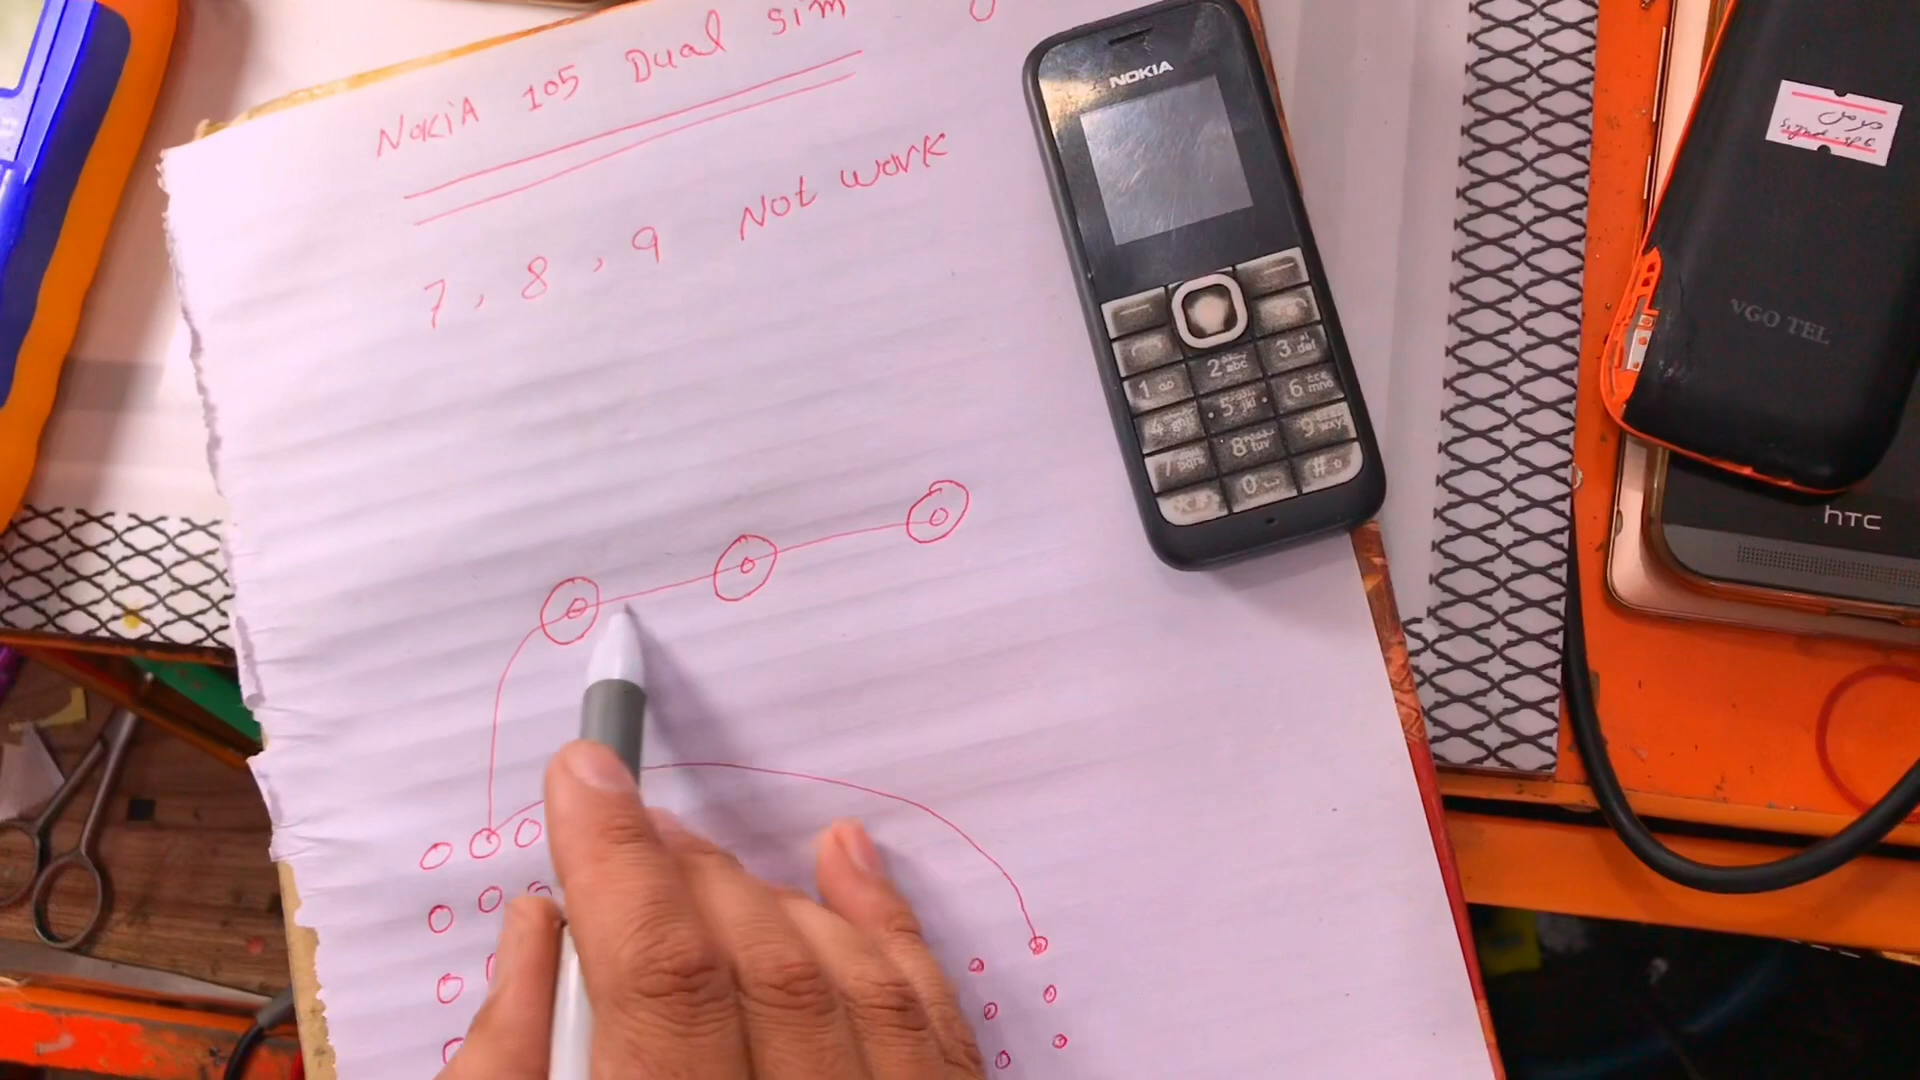 NOKIA 105 Dual Sim
7, 8, 9 Not work
NOKIA
1
2 abc
3 def
4 ghi
5 jkl
6 mno
7 pqrs
8 tuv
9 wxyz
0
#
VGO TEL
hTC